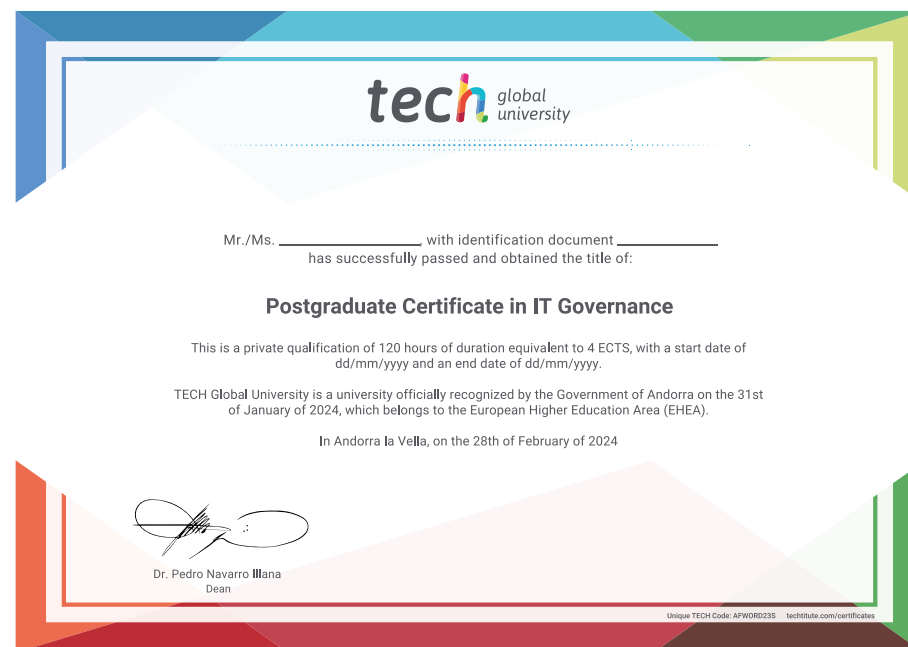 tech global
university
Mr./Ms. ____________________, with identification document ______________
has successfully passed and obtained the title of:
Postgraduate Certificate in IT Governance
This is a private qualification of 120 hours of duration equivalent to 4 ECTS, with a start date of
dd/mm/yyyy and an end date of dd/mm/yyyy.
TECH Global University is a university officially recognized by the Government of Andorra on the 31st
of January of 2024, which belongs to the European Higher Education Area (EHEA).
In Andorra la Vella, on the 28th of February of 2024
Dr. Pedro Navarro Illana
Dean
Unique TECH Code: AFWORD23S techtitute.com/certificates